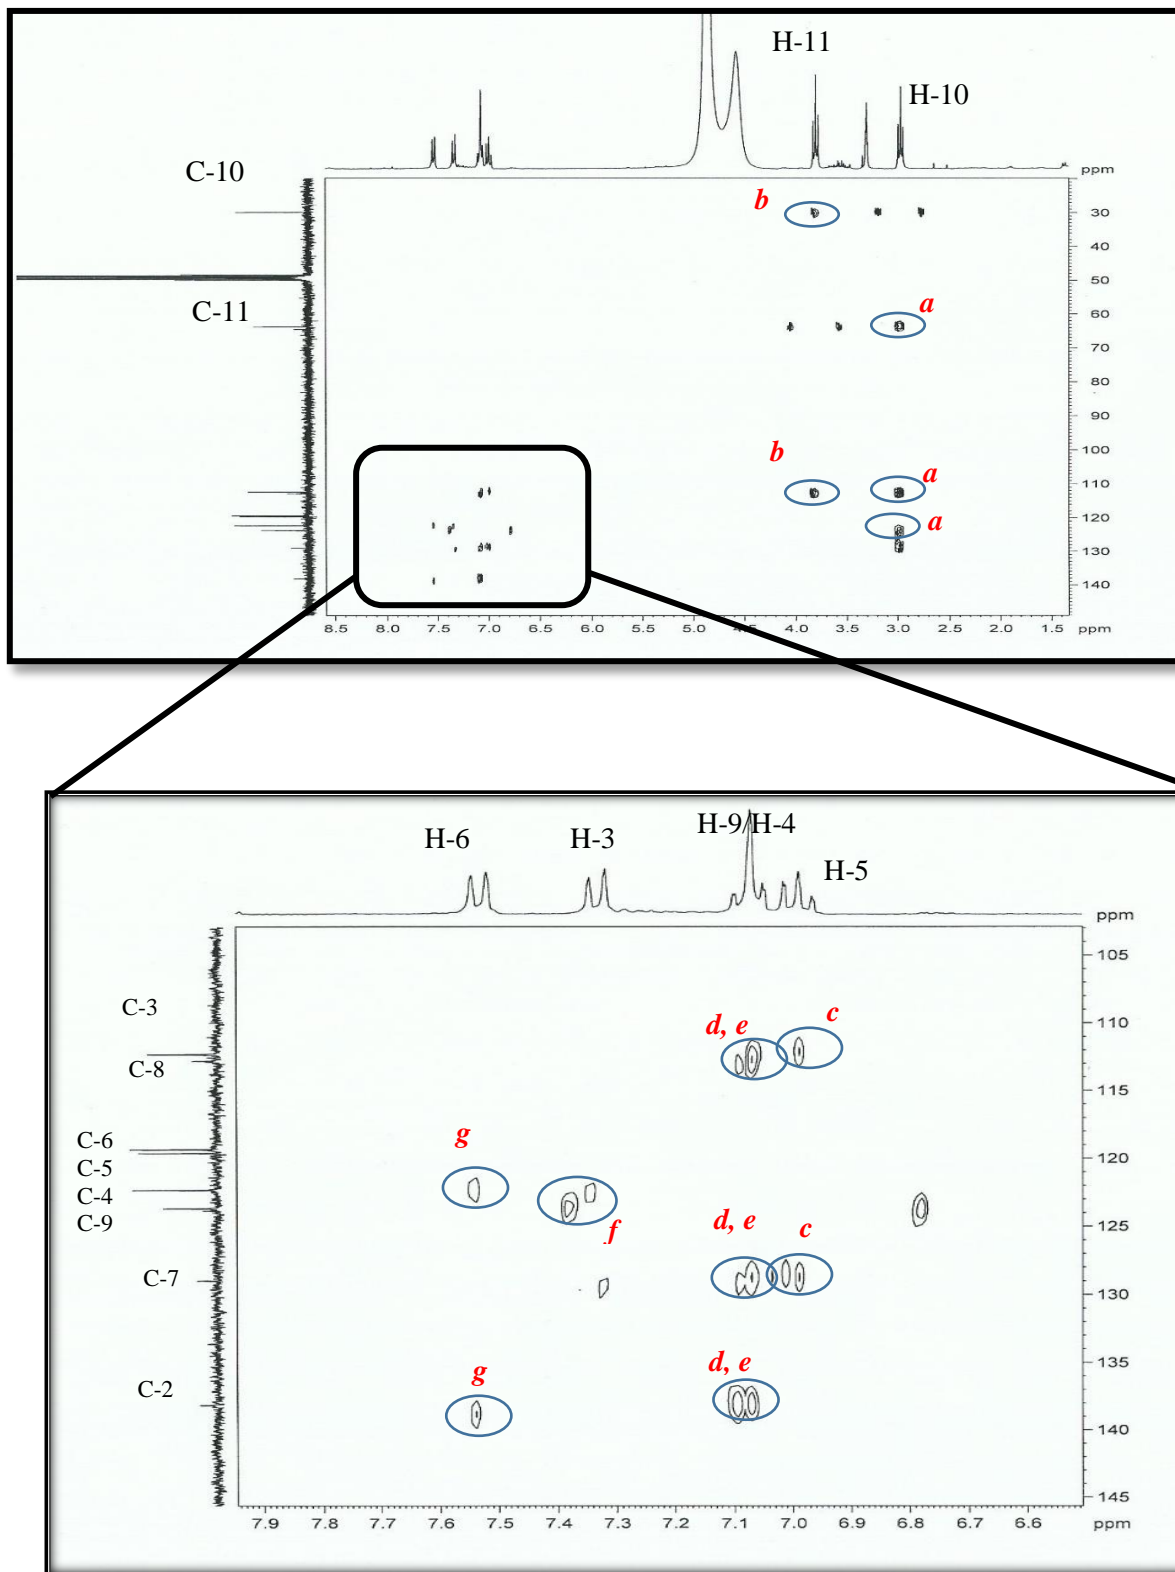 H-11
H-10
C-10
ppm
b
30
40
50
C-11
a
60
70
80
90
b
100
a
110
a
120
130
140
8.5 8.0 7.5 7.0 6.5 6.0 5.5 5.0 4.5 4.0 3.5 3.0 2.5 2.0 1.5 ppm
H-6 H-3 H-9/H-4
H-5
ppm
105
C-3
d, e c
110
C-8
115
C-6
g
120
C-5
C-4
C-9
f
d, e c
125
C-7
130
d, e
g
135
C-2
140
145
7.9 7.8 7.7 7.6 7.5 7.4 7.3 7.2 7.1 7.0 6.9 6.8 6.7 6.6 ppm